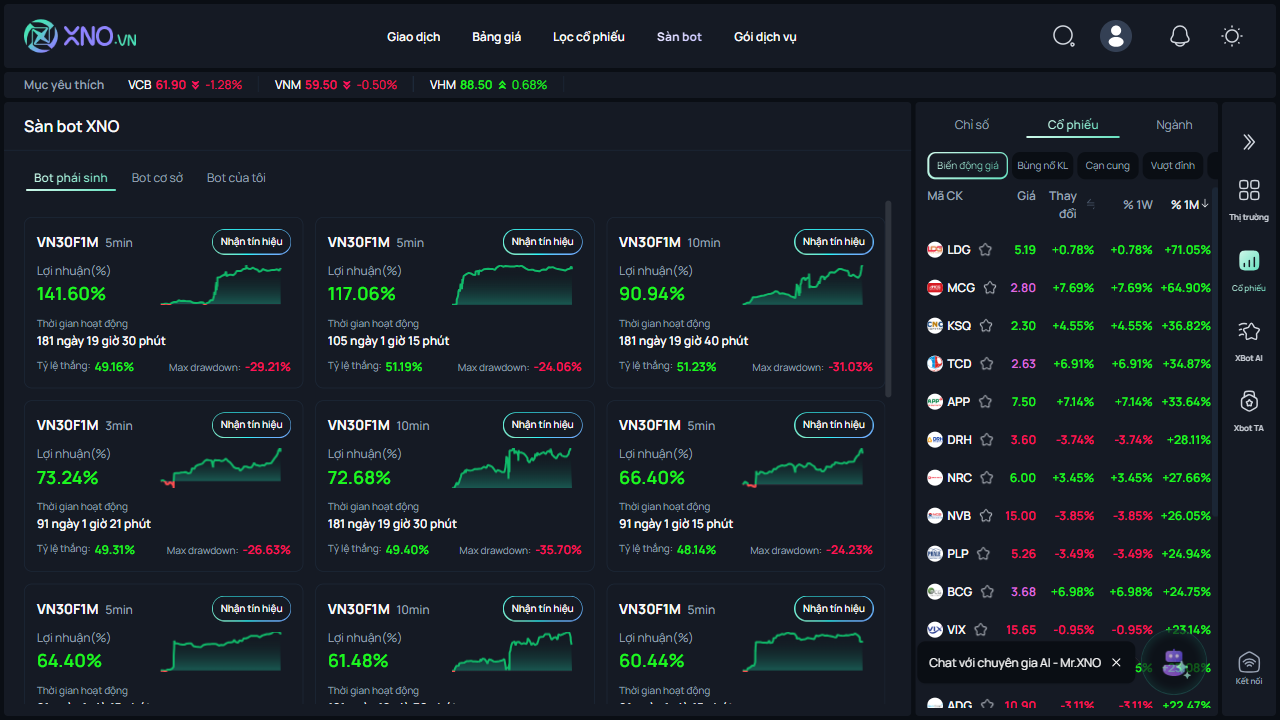 XNO.VN
Giao dịch Bảng giá Lọc cổ phiếu Sàn bot Gói dịch vụ
Mục yêu thích VCB 61.90 -1.28% VNM 59.50 -0.50% VHM 88.50 0.68%
Sàn bot XNO
Bot phái sinh Bot cơ sở Bot của tôi
VN30F1M 5min Nhận tín hiệu
Lợi nhuận(%)
141.60%
Thời gian hoạt động
181 ngày 19 giờ 30 phút
Tỷ lệ thắng: 49.16% Max drawdown: -29.21%
VN30F1M 5min Nhận tín hiệu
Lợi nhuận(%)
117.06%
Thời gian hoạt động
105 ngày 1 giờ 15 phút
Tỷ lệ thắng: 51.19% Max drawdown: -24.06%
VN30F1M 10min Nhận tín hiệu
Lợi nhuận(%)
90.94%
Thời gian hoạt động
181 ngày 19 giờ 40 phút
Tỷ lệ thắng: 51.23% Max drawdown: -31.03%
VN30F1M 3min Nhận tín hiệu
Lợi nhuận(%)
73.24%
Thời gian hoạt động
91 ngày 1 giờ 21 phút
Tỷ lệ thắng: 49.31% Max drawdown: -26.63%
VN30F1M 10min Nhận tín hiệu
Lợi nhuận(%)
72.68%
Thời gian hoạt động
181 ngày 19 giờ 30 phút
Tỷ lệ thắng: 49.40% Max drawdown: -35.70%
VN30F1M 5min Nhận tín hiệu
Lợi nhuận(%)
66.40%
Thời gian hoạt động
91 ngày 1 giờ 15 phút
Tỷ lệ thắng: 48.14% Max drawdown: -24.23%
VN30F1M 5min Nhận tín hiệu
Lợi nhuận(%)
64.40%
Thời gian hoạt động
VN30F1M 10min Nhận tín hiệu
Lợi nhuận(%)
61.48%
Thời gian hoạt động
VN30F1M 5min Nhận tín hiệu
Lợi nhuận(%)
60.44%
Thời gian hoạt động
Chỉ số Cổ phiếu Ngành
Biến động giá Bùng nổ KL Cạn cung Vượt đỉnh
Mã CK Giá Thay đổi % 1W % 1M
LDG 5.19 +0.78% +0.78% +71.05%
MCG 2.80 +7.69% +7.69% +64.90%
KSQ 2.30 +4.55% +4.55% +36.82%
TCD 2.63 +6.91% +6.91% +34.87%
APP 7.50 +7.14% +7.14% +33.64%
DRH 3.60 -3.74% -3.74% +28.11%
NRC 6.00 +3.45% +3.45% +27.66%
NVB 15.00 -3.85% -3.85% +26.05%
PLP 5.26 -3.49% -3.49% +24.94%
BCG 3.68 +6.98% +6.98% +24.75%
VIX 15.65 -0.95% -0.95% +23.14%
Chat với chuyên gia AI - Mr.XNO
ADG 10.90 -3.11% -3.11% +22.47%
Thị trường
Cổ phiếu
XBot AI
Xbot TA
Kết nối